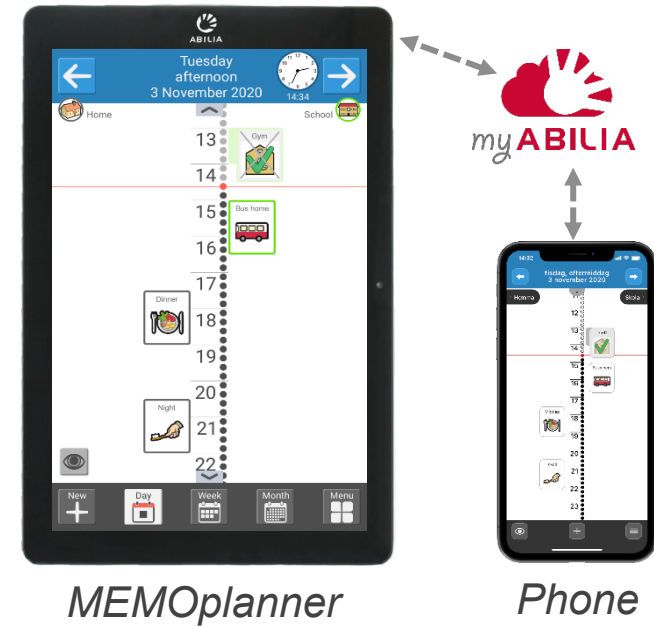 ABILIA
Tuesday
afternoon
3 November 2020
14:34
Home
School
13
Gym
14
15
Bus home
16
17
Dinner
18
19
20
Night
21
22
New
Day
Week
Month
Menu
MEMOplanner
myABILIA
14:32
tisdag, eftermiddag
3 november 2020
Hemma
Skola
12
13
14
15
16
17
18
19
20
21
22
23
Phone